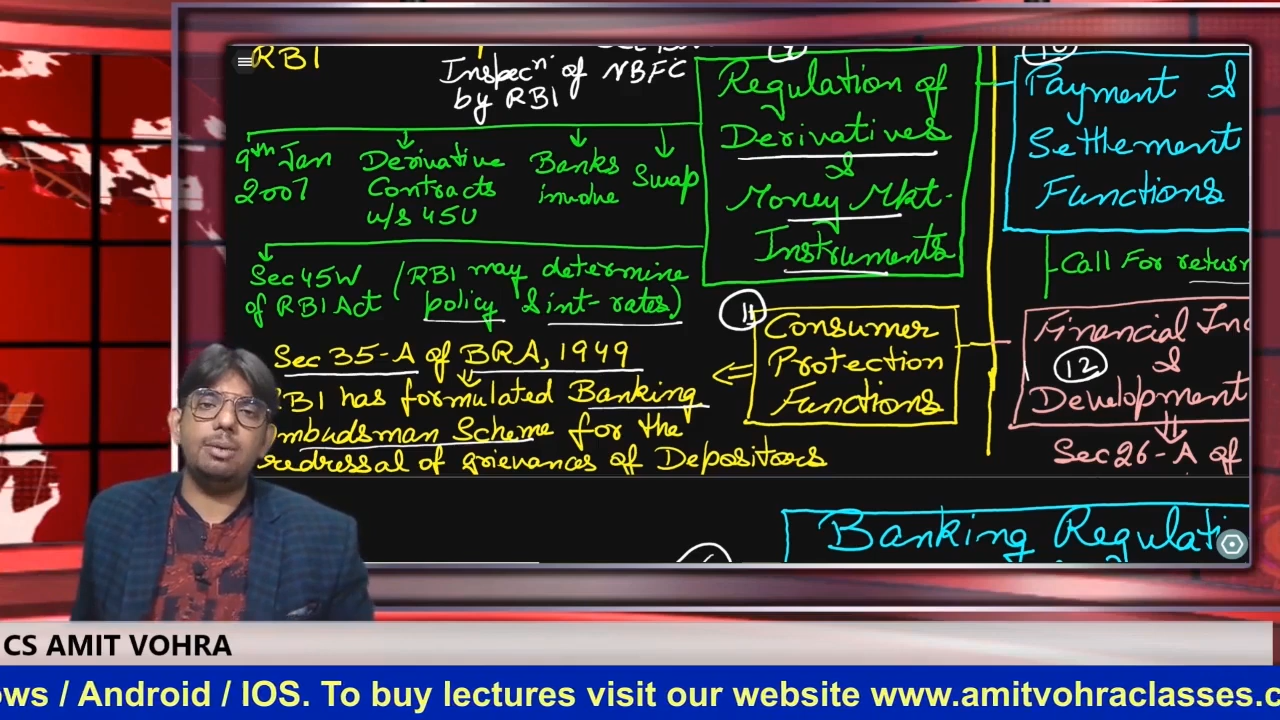 RBI
Inspecⁿ of NBFC
by RBI
9
Regulation of
Derivatives
&
Money Mkt-
Instruments
9th Jan
2007
Derivative
Contracts
u/s 45U
Banks
involve
Swap
Sec 45W
of RBI Act
(RBI may determine
policy & int-rates)
10
Payment &
Settlement
Functions
Call For return
11
Consumer
Protection
Functions
Sec 35-A of BRA, 1949
RBI has formulated Banking
mbudsman Scheme for the
redressal of grievances of Depositors
Financial Inc
&
12
Development
Sec 26-A of
Banking Regulati
CS AMIT VOHRA
ows / Android / IOS. To buy lectures visit our website www.amitvohraclasses.c